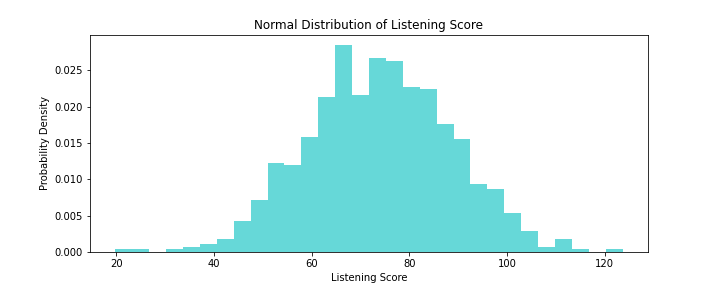 Normal Distribution of Listening Score
Probability Density
0.025
0.020
0.015
0.010
0.005
0.000
20 40 60 80 100 120
Listening Score